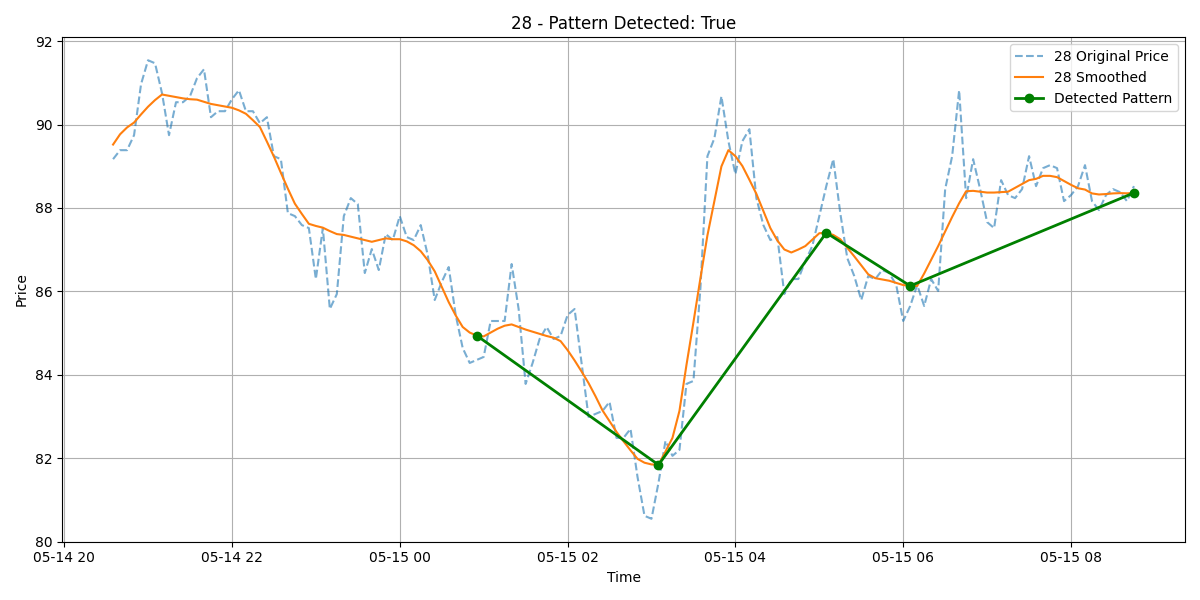 28 - Pattern Detected: True
92
90
88
86
84
82
80
Price
28 Original Price
28 Smoothed
Detected Pattern
05-14 20
05-14 22
05-15 00
05-15 02
05-15 04
05-15 06
05-15 08
Time